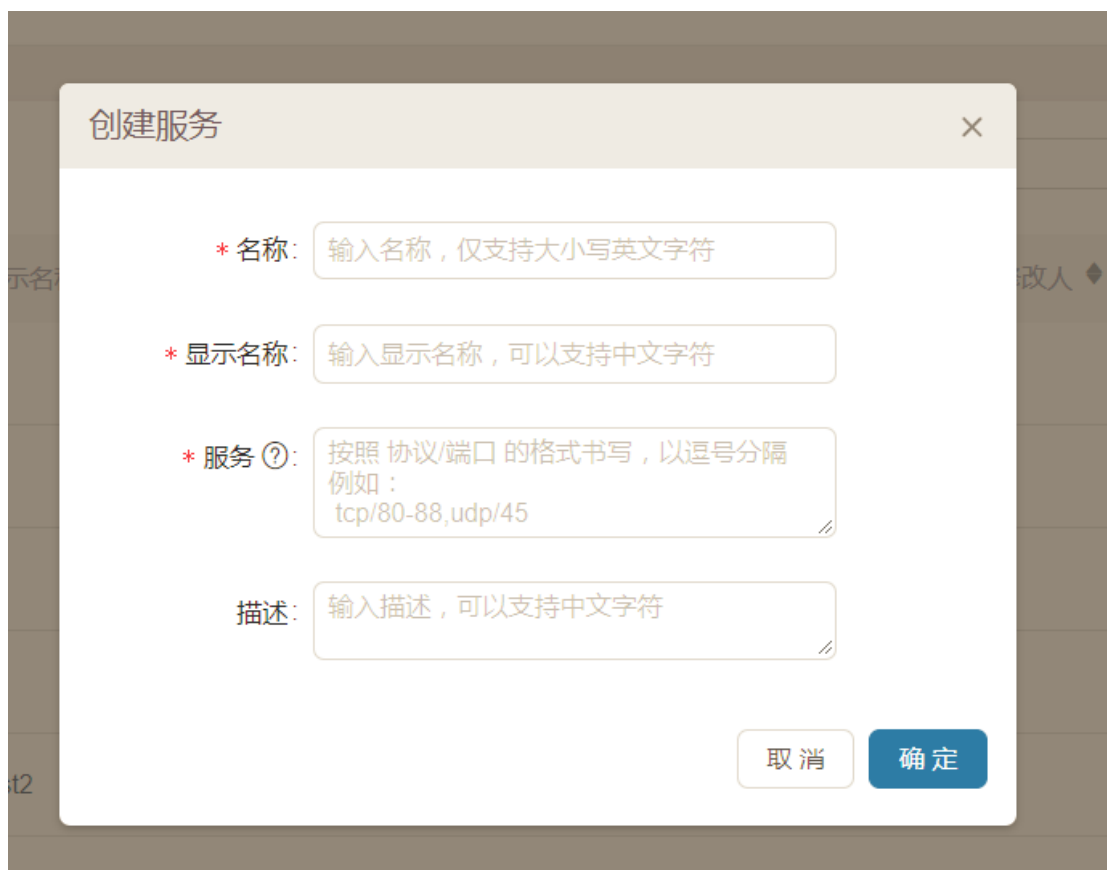 创建服务
* 名称: 输入名称，仅支持大小写英文字符
示名
改人
* 显示名称: 输入显示名称，可以支持中文字符
* 服务 ?: 按照 协议/端口 的格式书写，以逗号分隔
例如：
tcp/80-88,udp/45
描述: 输入描述，可以支持中文字符
取 消
确 定
st2